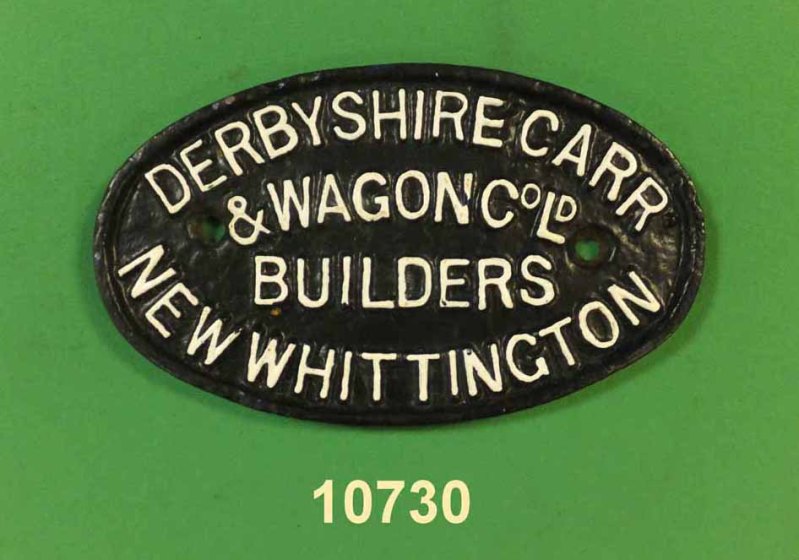 DERBYSHIRE CARR
& WAGON Cº Lᴰ
BUILDERS
NEW WHITTINGTON
10730